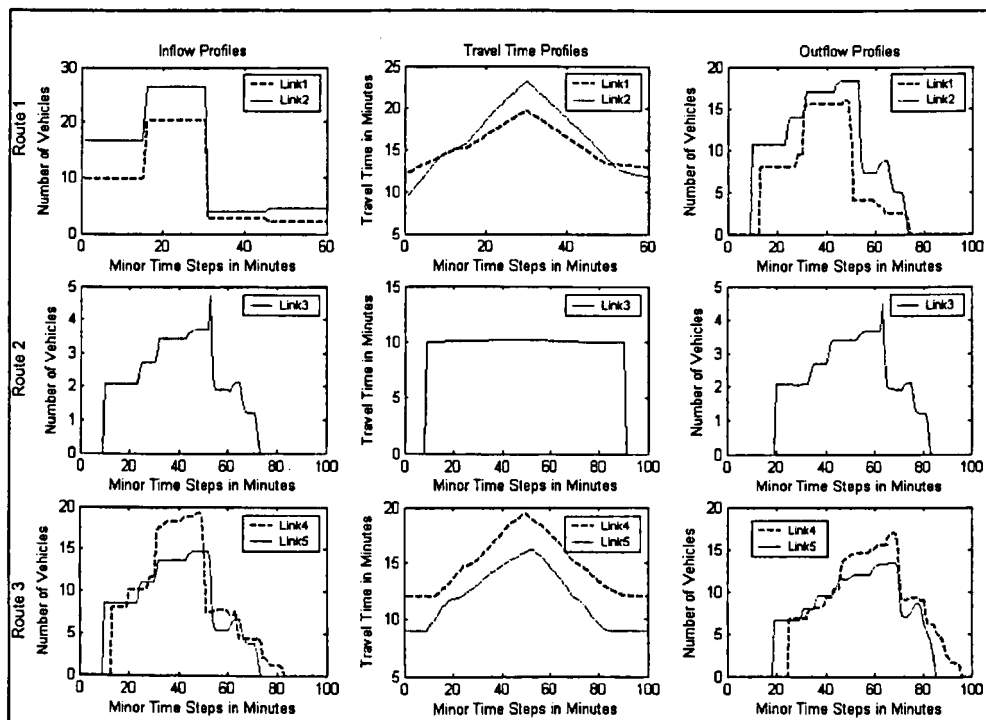 Inflow Profiles
Travel Time Profiles
Outflow Profiles
Route 1
Number of Vehicles
30
20
10
0
Link1
Link2
0 20 40 60
Minor Time Steps in Minutes
Travel Time in Minutes
25
20
15
10
5
Link1
Link2
0 20 40 60
Minor Time Steps in Minutes
Number of Vehicles
20
15
10
5
0
Link1
Link2
0 20 40 60 80 100
Minor Time Steps in Minutes
Route 2
Number of Vehicles
5
4
3
2
1
0
Link3
0 20 40 60 80 100
Minor Time Steps in Minutes
Travel Time in Minutes
15
10
5
0
Link3
0 20 40 60 80 100
Minor Time Steps in Minutes
Number of Vehicles
5
4
3
2
1
0
Link3
0 20 40 60 80 100
Minor Time Steps in Minutes
Route 3
Number of Vehicles
20
15
10
5
0
Link4
Link5
0 20 40 60 80 100
Minor Time Steps in Minutes
Travel Time in Minutes
20
15
10
5
Link4
Link5
0 20 40 60 80 100
Minor Time Steps in Minutes
Number of Vehicles
20
15
10
5
0
Link4
Link5
0 20 40 60 80 100
Minor Time Steps in Minutes